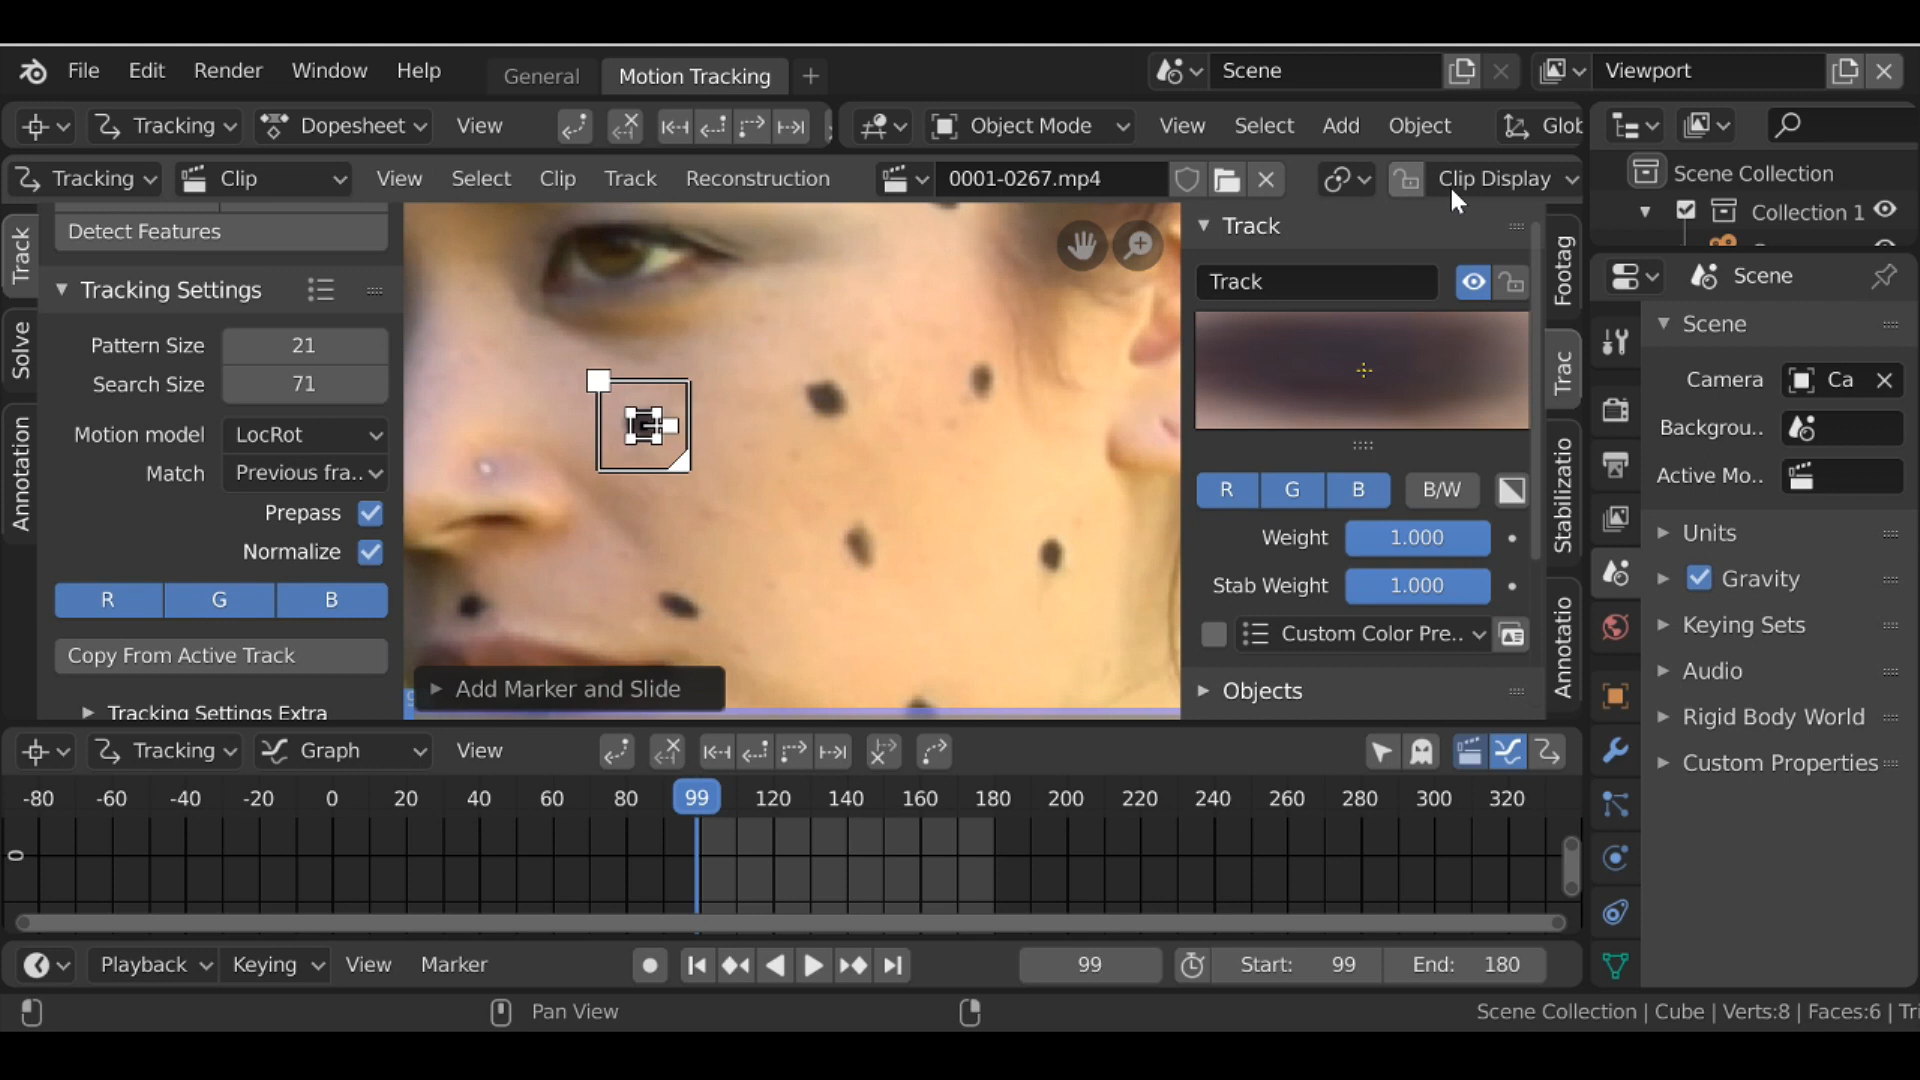 File Edit Render Window Help General Motion Tracking + Scene Viewport
Tracking Dopesheet View Object Mode View Select Add Object Glob
Tracking Clip View Select Clip Track Reconstruction 0001-0267.mp4 Clip Display
Scene Collection
Collection 1
Track
Solve
Annotation
Detect Features
Tracking Settings
Pattern Size 21
Search Size 71
Motion model LocRot
Match Previous fra..
Prepass
Normalize
R G B
Copy From Active Track
Tracking Settings Extra
Add Marker and Slide
Track
Track
R G B B/W
Weight 1.000
Stab Weight 1.000
Custom Color Pre..
Objects
Footag
Trac
Stabilizatio
Annotatio
Scene
Scene
Camera Ca
Backgrou..
Active Mo..
Units
Gravity
Keying Sets
Audio
Rigid Body World
Custom Properties
Tracking Graph View
-80 -60 -40 -20 0 20 40 60 80 99 120 140 160 180 200 220 240 260 280 300 320
0
Playback Keying View Marker 99 Start: 99 End: 180
Pan View Scene Collection | Cube | Verts:8 | Faces:6 | Tri